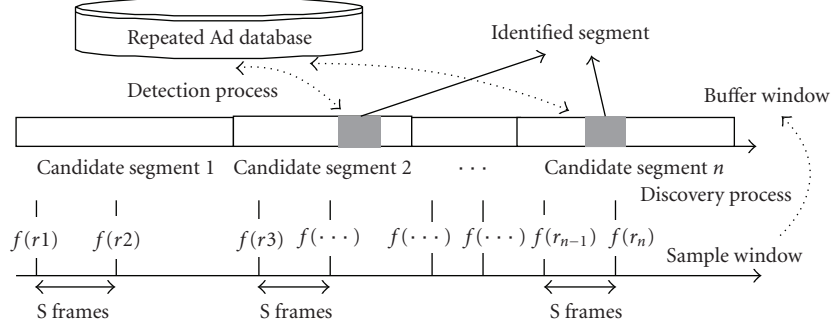 Repeated Ad database
Identified segment
Detection process
Buffer window
Candidate segment 1
Candidate segment 2
· · ·
Candidate segment n
Discovery process
f(r1)
f(r2)
f(r3)
f(· · ·)
f(· · ·)
f(· · ·)
f(rₙ₋₁)
f(rₙ)
Sample window
S frames
S frames
S frames